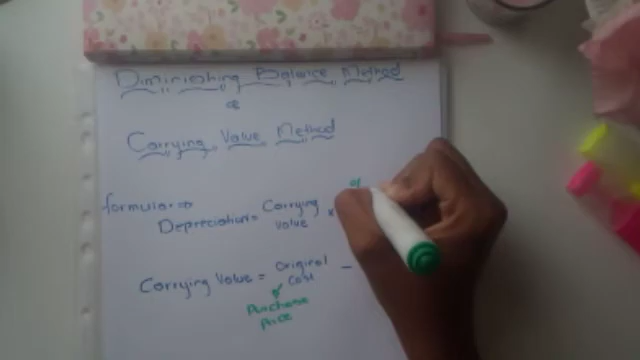 Diminishing Balance Method
or
Carrying Value Method
formula⇒
Depreciation = Carrying value ×
Carrying Value = original cost –
or
Purchase price